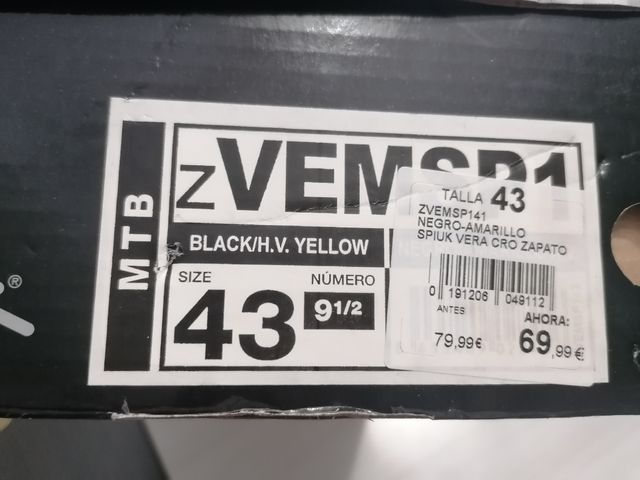 MTB
ZVEMSP1
BLACK/H.V. YELLOW
SIZE
43
NÚMERO
9 1/2
TALLA 43
ZVEMSP141
NEGRO-AMARILLO
SPIUK VERA CRO ZAPATO
0 191206 049112
ANTES
79,99€
AHORA:
69,99€
®